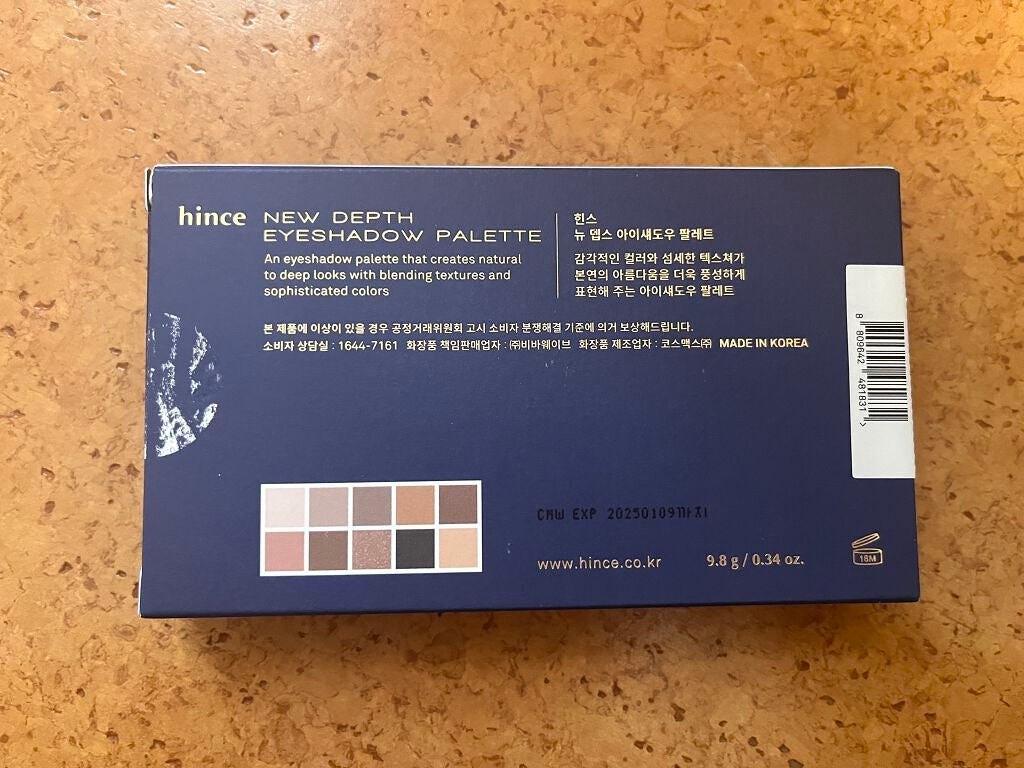 hince
NEW DEPTH
EYESHADOW PALETTE
An eyeshadow palette that creates natural
to deep looks with blending textures and
sophisticated colors
힌스
뉴 뎁스 아이섀도우 팔레트
감각적인 컬러와 섬세한 텍스쳐가
본연의 아름다움을 더욱 풍성하게
표현해 주는 아이섀도우 팔레트
본 제품에 이상이 있을 경우 공정거래위원회 고시 소비자 분쟁해결 기준에 의거 보상해드립니다.
소비자 상담실 : 1644-7161 화장품 책임판매업자 : ㈜비바웨이브 화장품 제조업자 : 코스맥스㈜ MADE IN KOREA
8 809642 481831 >
CMW EXP 20250109까지
www.hince.co.kr
9.8 g / 0.34 oz.
18M